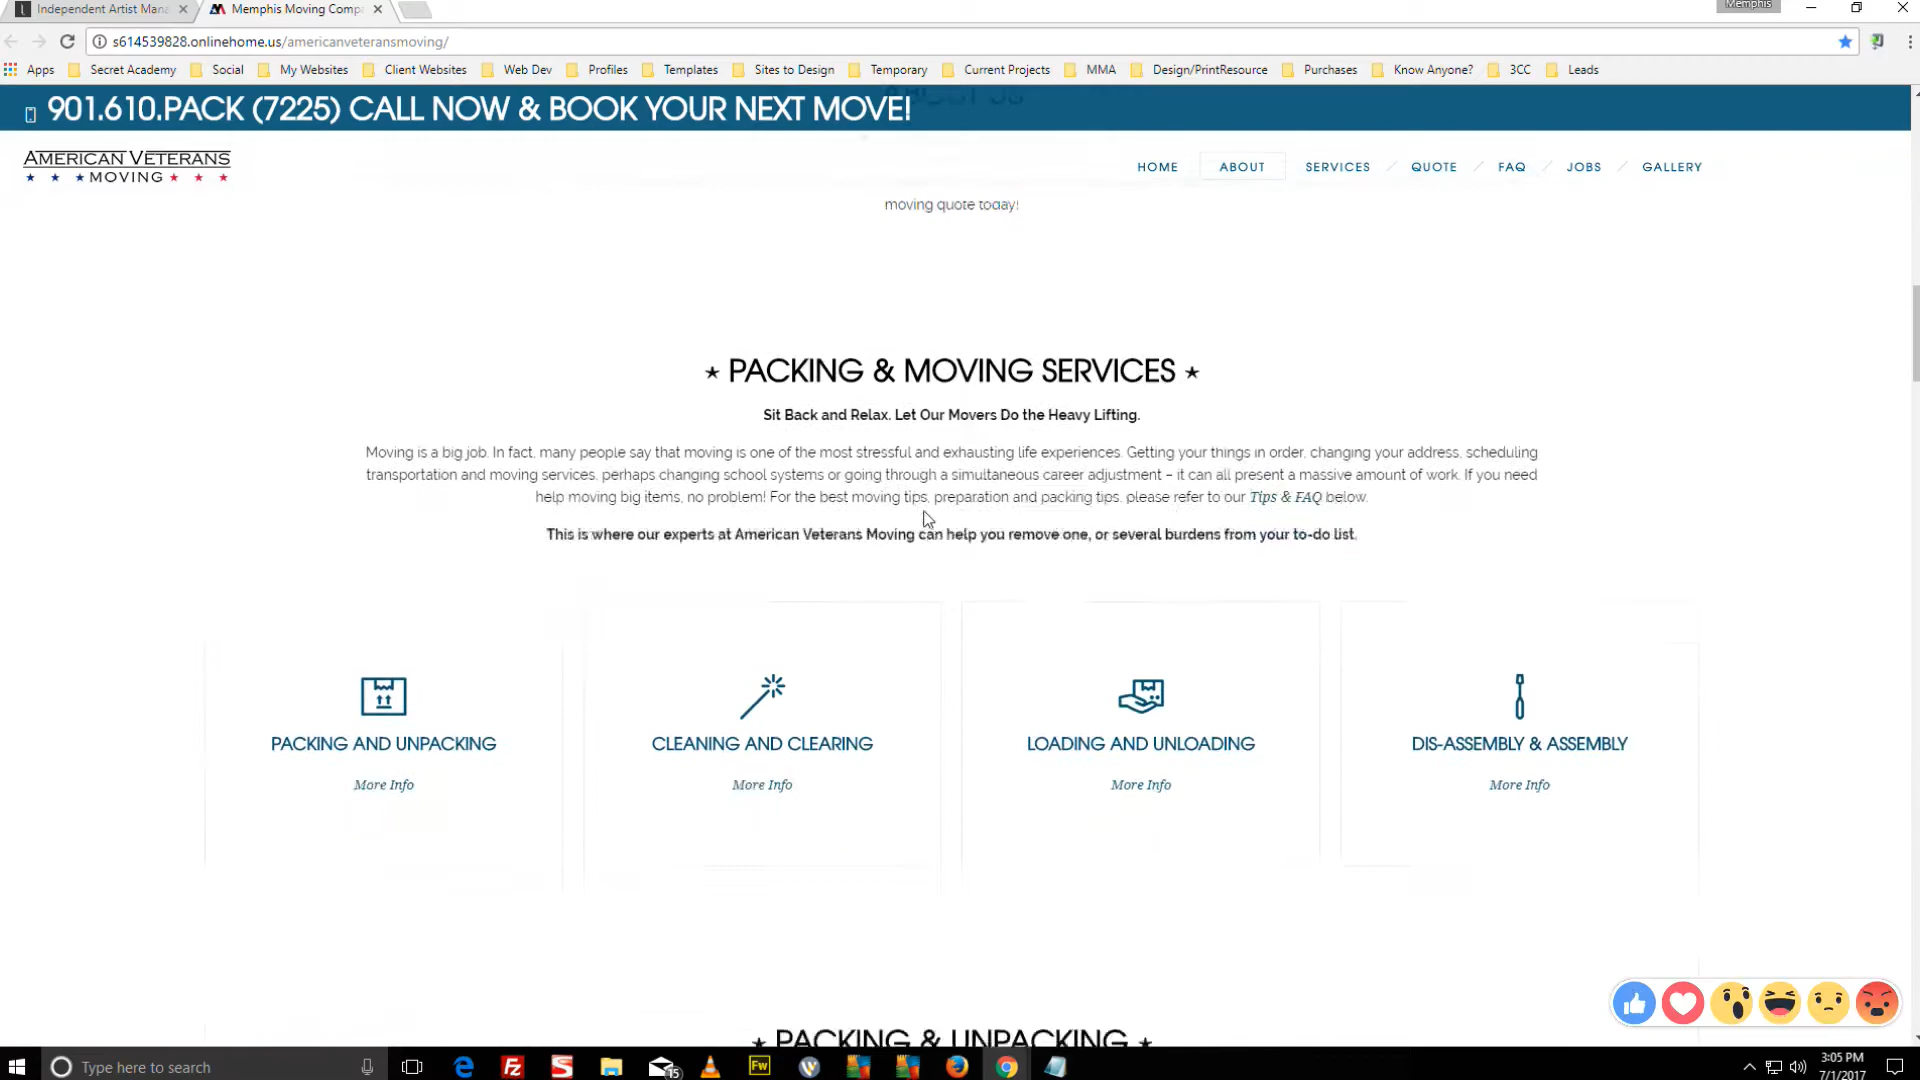 Independent Artist Mana
Memphis Moving Compa
Memphis
s614539828.onlinehome.us/americanveteransmoving/
Apps
Secret Academy
Social
My Websites
Client Websites
Web Dev
Profiles
Templates
Sites to Design
Temporary
Current Projects
MMA
Design/PrintResource
Purchases
Know Anyone?
3CC
Leads
901.610.PACK (7225) CALL NOW & BOOK YOUR NEXT MOVE!
ABOUT US
AMERICAN VETERANS
MOVING
HOME
ABOUT
SERVICES
QUOTE
FAQ
JOBS
GALLERY
moving quote today!
★ PACKING & MOVING SERVICES ★
Sit Back and Relax. Let Our Movers Do the Heavy Lifting.
Moving is a big job. In fact, many people say that moving is one of the most stressful and exhausting life experiences. Getting your things in order, changing your address, scheduling
transportation and moving services, perhaps changing school systems or going through a simultaneous career adjustment – it can all present a massive amount of work. If you need
help moving big items, no problem! For the best moving tips, preparation and packing tips, please refer to our Tips & FAQ below.
This is where our experts at American Veterans Moving can help you remove one, or several burdens from your to-do list.
PACKING AND UNPACKING
More Info
CLEANING AND CLEARING
More Info
LOADING AND UNLOADING
More Info
DIS-ASSEMBLY & ASSEMBLY
More Info
★ PACKING & UNPACKING ★
Type here to search
15
Fw
3:05 PM
7/1/2017